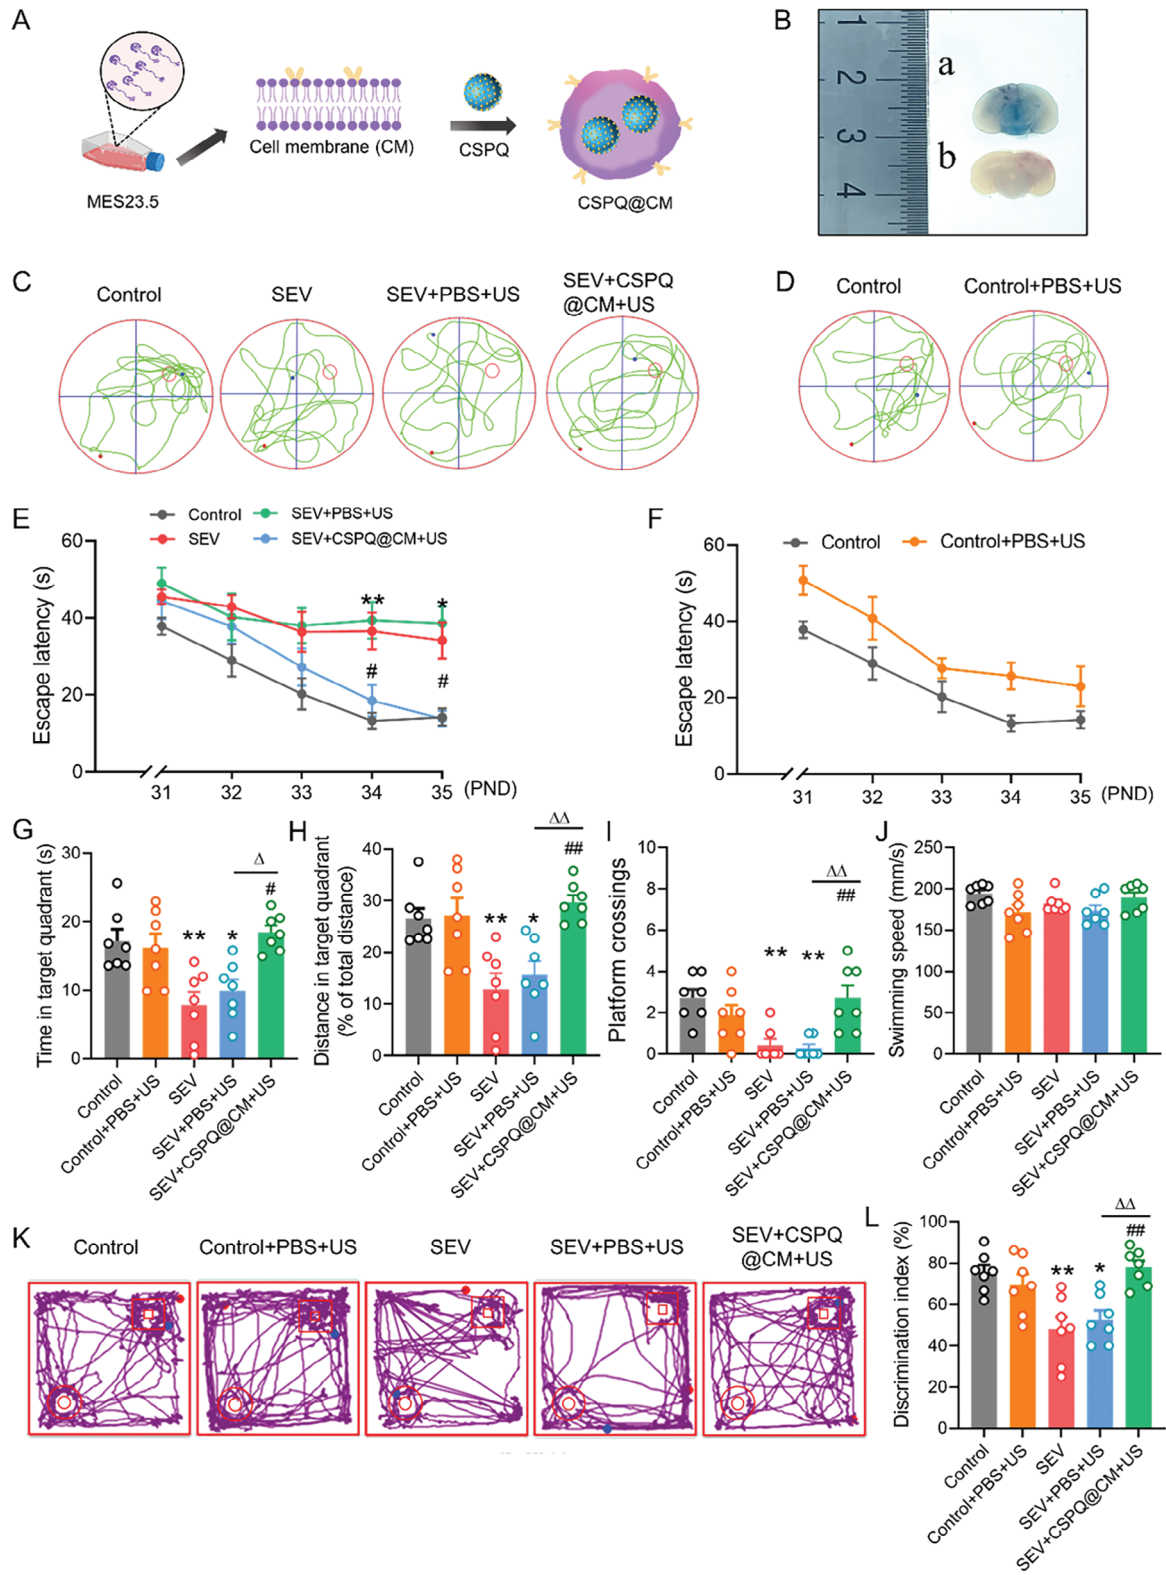 A
MES23.5
Cell membrane (CM)
CSPQ
CSPQ@CM
B
1
2
3
4
a
b
C
Control
SEV
SEV+PBS+US
SEV+CSPQ
@CM+US
D
Control
Control+PBS+US
E
Control
SEV+PBS+US
SEV
SEV+CSPQ@CM+US
Escape latency (s)
60
40
20
0
**
*
#
#
31 32 33 34 35 (PND)
F
Control
Control+PBS+US
Escape latency (s)
60
40
20
0
31 32 33 34 35 (PND)
G
Time in target quadrant (s)
30
20
10
0
**
*
Δ
#
Control
Control+PBS+US
SEV
SEV+PBS+US
SEV+CSPQ@CM+US
H
Distance in target quadrant
(% of total distance)
40
30
20
10
0
**
*
ΔΔ
##
Control
Control+PBS+US
SEV
SEV+PBS+US
SEV+CSPQ@CM+US
I
Platform crossings
10
8
6
4
2
0
**
**
ΔΔ
##
Control
Control+PBS+US
SEV
SEV+PBS+US
SEV+CSPQ@CM+US
J
Swimming speed (mm/s)
250
200
150
100
50
0
Control
Control+PBS+US
SEV
SEV+PBS+US
SEV+CSPQ@CM+US
K
Control
Control+PBS+US
SEV
SEV+PBS+US
SEV+CSPQ
@CM+US
L
Discrimination index (%)
100
80
60
40
20
0
**
*
ΔΔ
##
Control
Control+PBS+US
SEV
SEV+PBS+US
SEV+CSPQ@CM+US